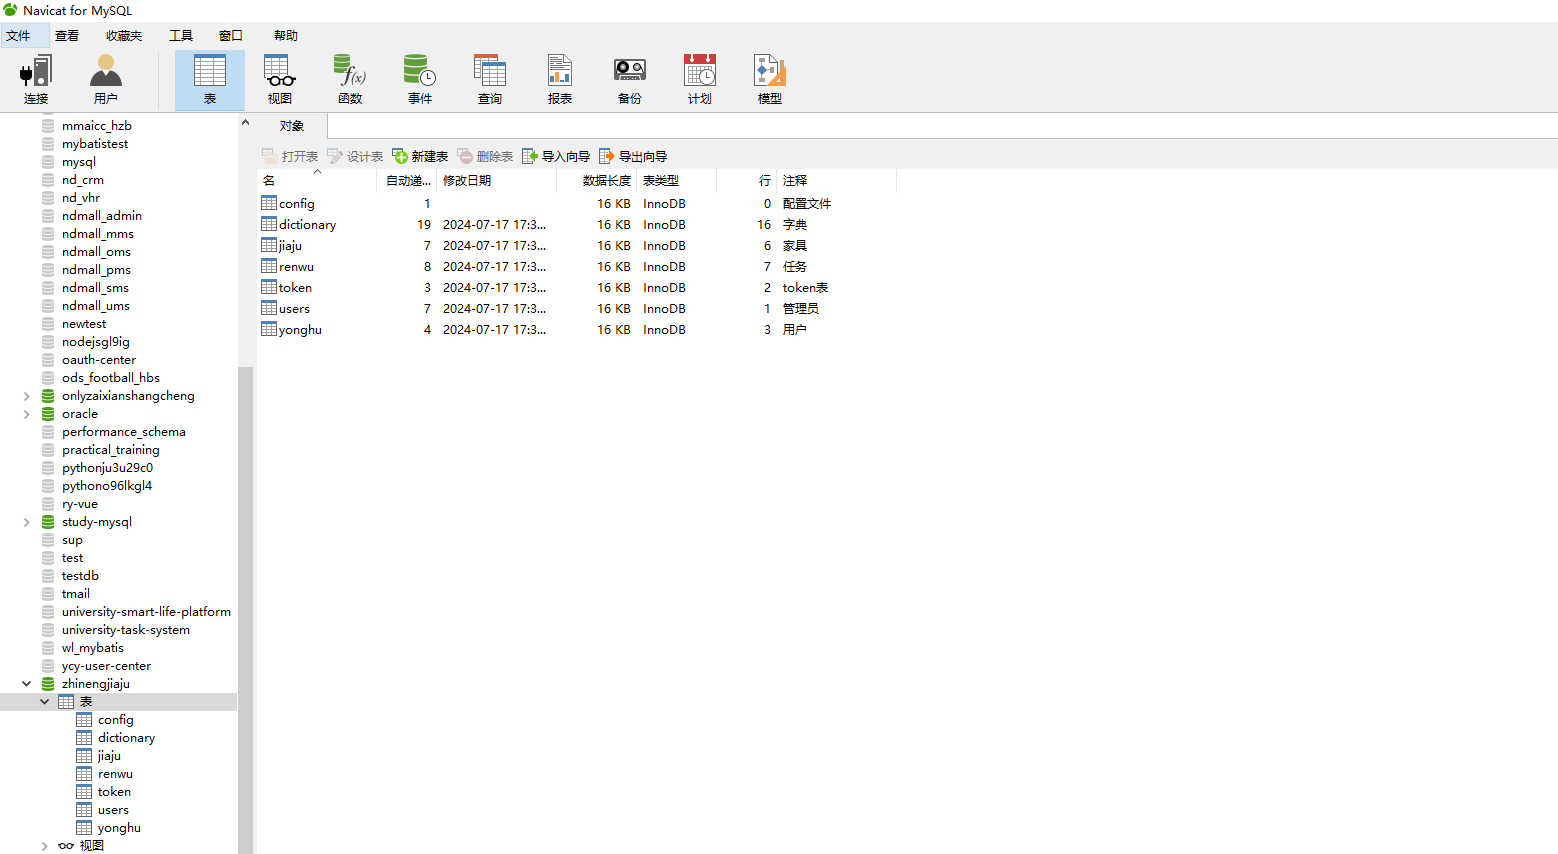 Navicat for MySQL
文件 查看 收藏夹 工具 窗口 帮助
连接 用户 表 视图 函数 事件 查询 报表 备份 计划 模型
mmaicc_hzb
mybatistest
mysql
nd_crm
nd_vhr
ndmall_admin
ndmall_mms
ndmall_oms
ndmall_pms
ndmall_sms
ndmall_ums
newtest
nodejsgl9ig
oauth-center
ods_football_hbs
onlyzaixianshangcheng
oracle
performance_schema
practical_training
pythonju3u29c0
pythono96lkgl4
ry-vue
study-mysql
sup
test
testdb
tmail
university-smart-life-platform
university-task-system
wl_mybatis
ycy-user-center
zhinengjiaju
表
config
dictionary
jiaju
renwu
token
users
yonghu
视图
对象
打开表 设计表 新建表 删除表 导入向导 导出向导
名 自动递... 修改日期 数据长度 表类型 行 注释
config 1 16 KB InnoDB 0 配置文件
dictionary 19 2024-07-17 17:3... 16 KB InnoDB 16 字典
jiaju 7 2024-07-17 17:3... 16 KB InnoDB 6 家具
renwu 8 2024-07-17 17:3... 16 KB InnoDB 7 任务
token 3 2024-07-17 17:3... 16 KB InnoDB 2 token表
users 7 2024-07-17 17:3... 16 KB InnoDB 1 管理员
yonghu 4 2024-07-17 17:3... 16 KB InnoDB 3 用户